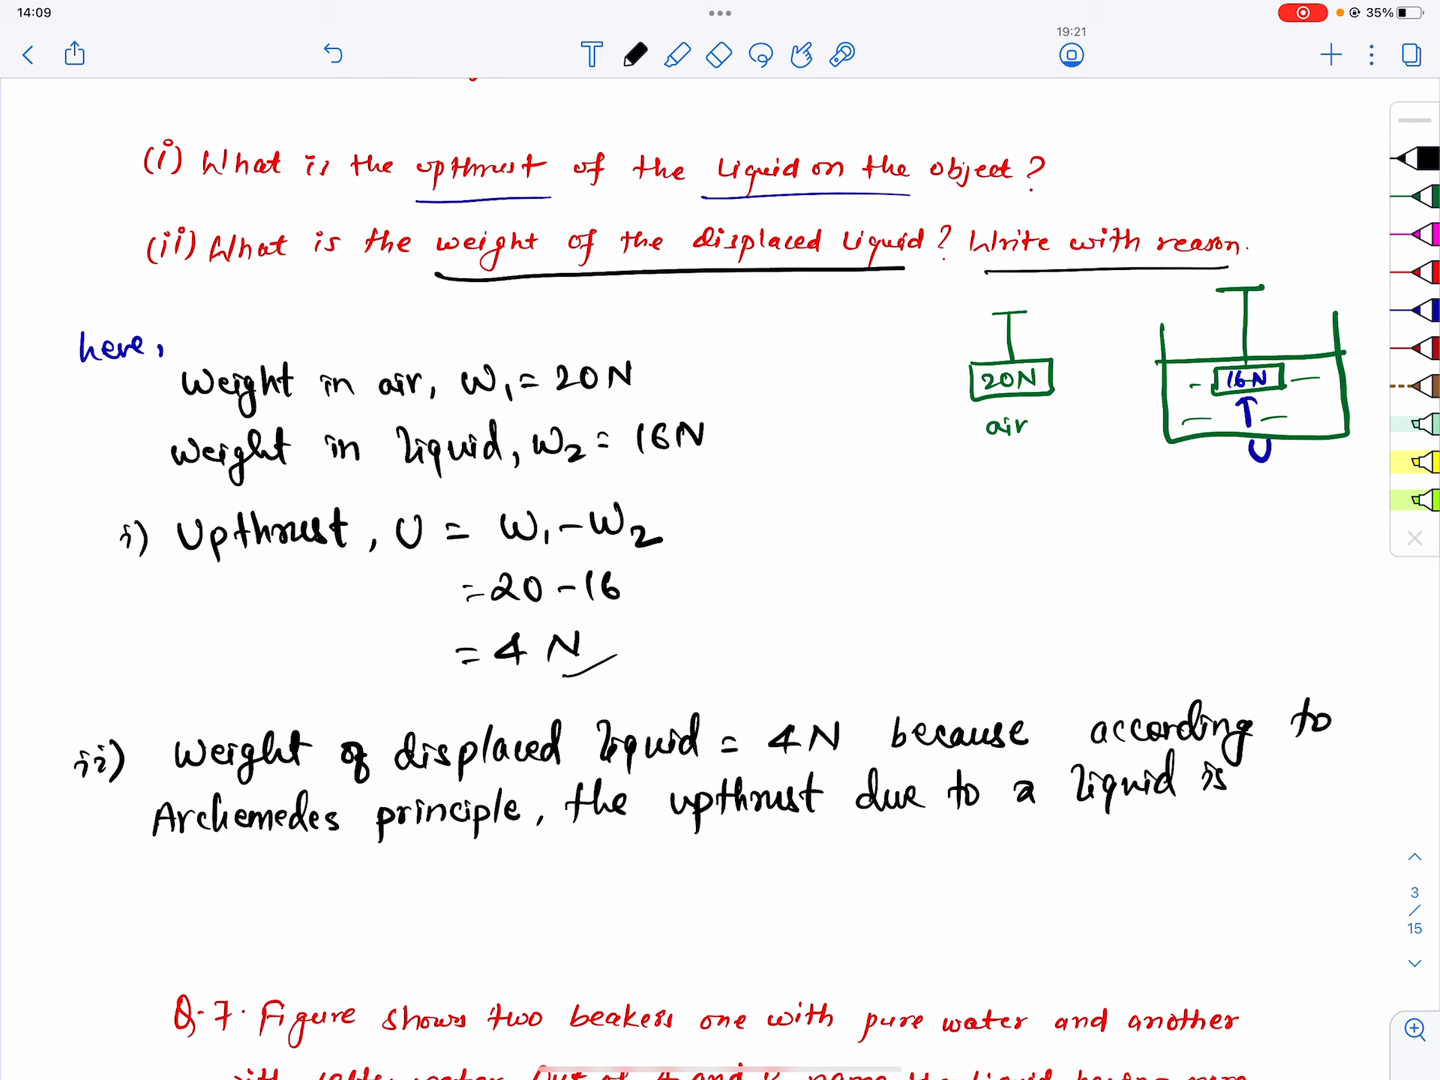 14:09
35%
19:21
(i) What is the upthrust of the liquid on the object?
(ii) What is the weight of the displaced liquid? Write with reason.
here,
Weight in air, W₁ = 20N
Weight in liquid, W₂ = 16N
20N
air
16N
U
i) Upthrust, U = W₁ - W₂
= 20 - 16
= 4 N
ii) Weight of displaced liquid = 4N because according to
Archemedes principle, the upthrust due to a liquid is
3
/
15
Q.7. Figure shows two beakers one with pure water and another